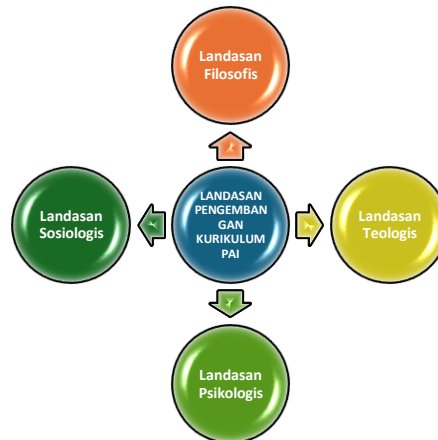 Landasan
Filosofis
Landasan
Sosiologis
LANDASAN
PENGEMBAN
GAN
KURIKULUM
PAI
Landasan
Teologis
Landasan
Psikologis